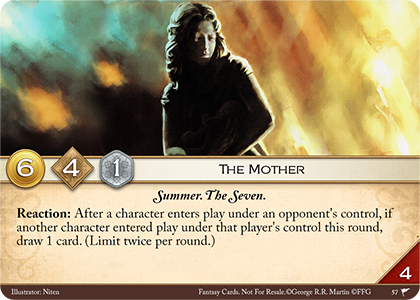 6 4 1 THE MOTHER
Summer. The Seven.
Reaction: After a character enters play under an opponent's control, if
another character entered play under that player's control this round,
draw 1 card. (Limit twice per round.)
4
Illustrator: Niten Fantasy Cards. Not For Resale. ©George R.R. Martin ©FFG 57